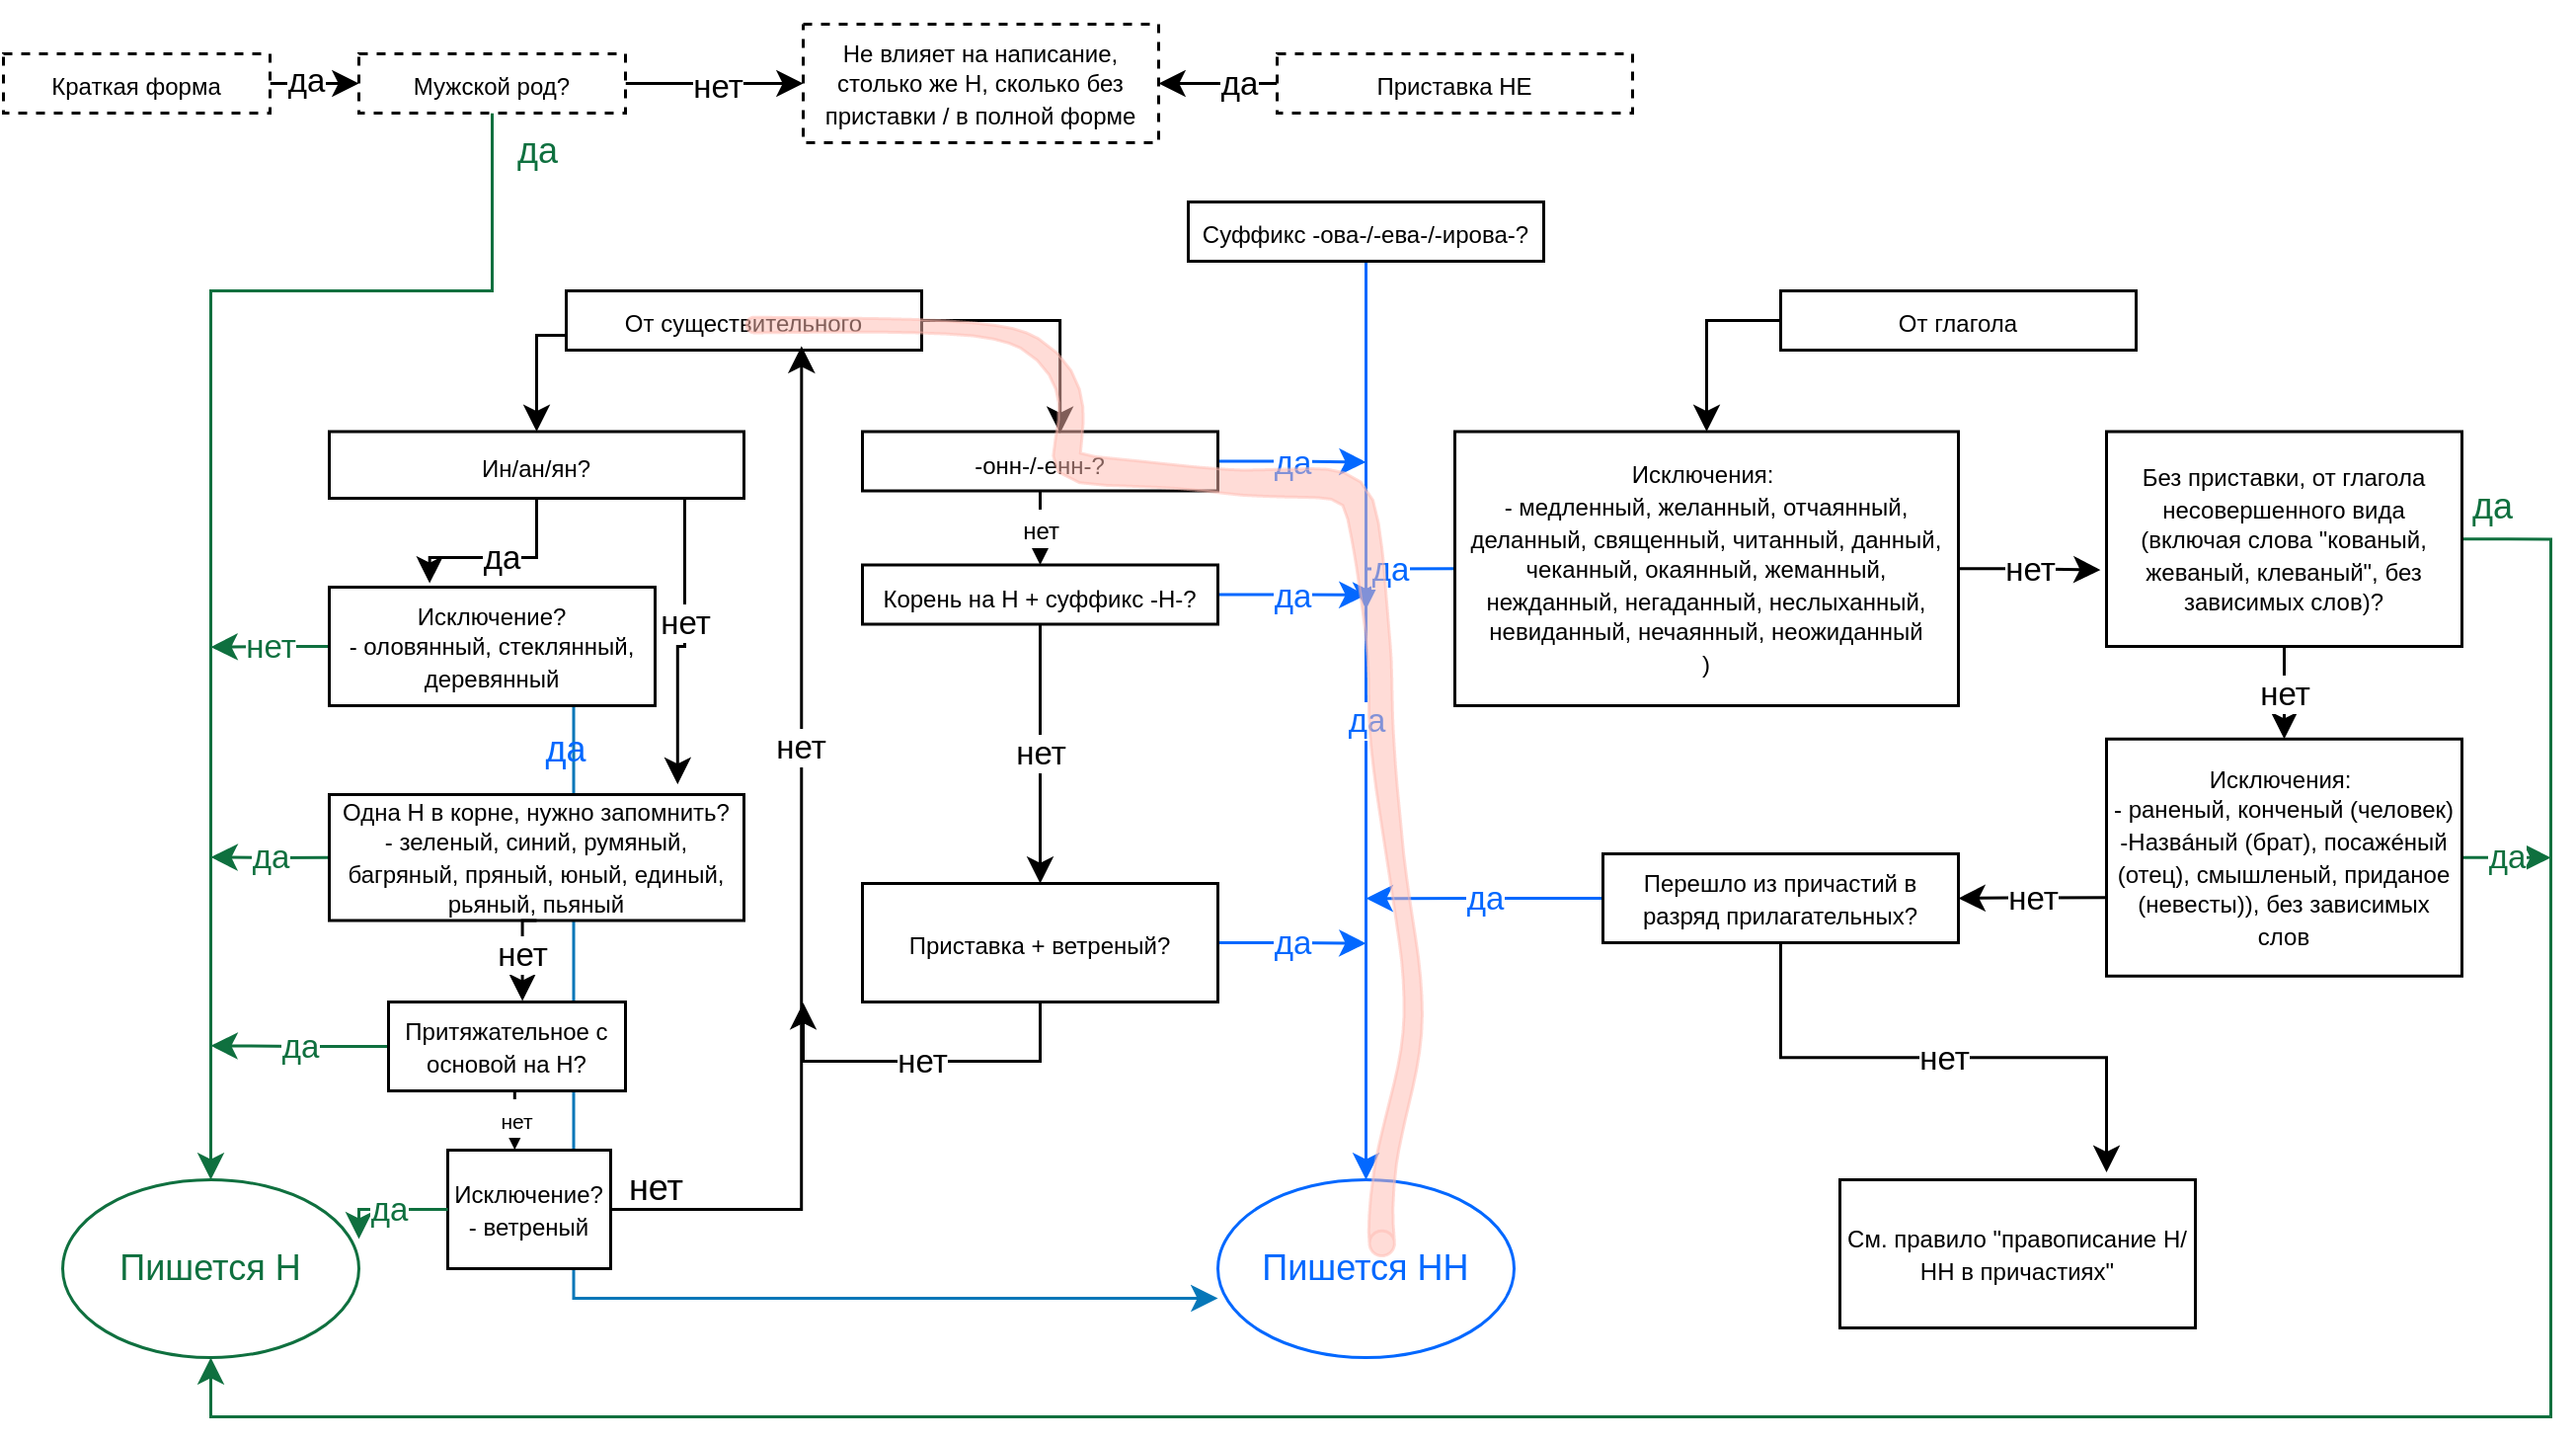 Краткая форма
да
Мужской род?
нет
Не влияет на написание,
столько же Н, сколько без
приставки / в полной форме
да
Приставка НЕ
да
Суффикс -ова-/-ева-/-ирова-?
От существительного
От глагола
Ин/ан/ян?
-онн-/-енн-?
да
нет
Исключения:
- медленный, желанный, отчаянный,
деланный, священный, читанный, данный,
чеканный, окаянный, жеманный,
нежданный, негаданный, неслыханный,
невиданный, нечаянный, неожиданный
)
да
нет
Без приставки, от глагола
несовершенного вида
(включая слова "кованый,
жеваный, клеваный", без
зависимых слов)?
да
нет
да
нет
Исключение?
- оловянный, стеклянный,
деревянный
нет
да
Корень на Н + суффикс -Н-?
да
нет
нет
да
Исключения:
- раненый, конченый (человек)
-Назва́ный (брат), посажёный
(отец), смышленый, приданое
(невесты)), без зависимых
слов
да
нет
Одна Н в корне, нужно запомнить?
- зеленый, синий, румяный,
багряный, пряный, юный, единый,
рьяный, пьяный
да
нет
Приставка + ветреный?
да
нет
Перешло из причастий в
разряд прилагательных?
да
нет
Притяжательное с
основой на Н?
да
нет
Исключение?
- ветреный
да
нет
Пишется Н
Пишется НН
См. правило "правописание Н/
НН в причастиях"